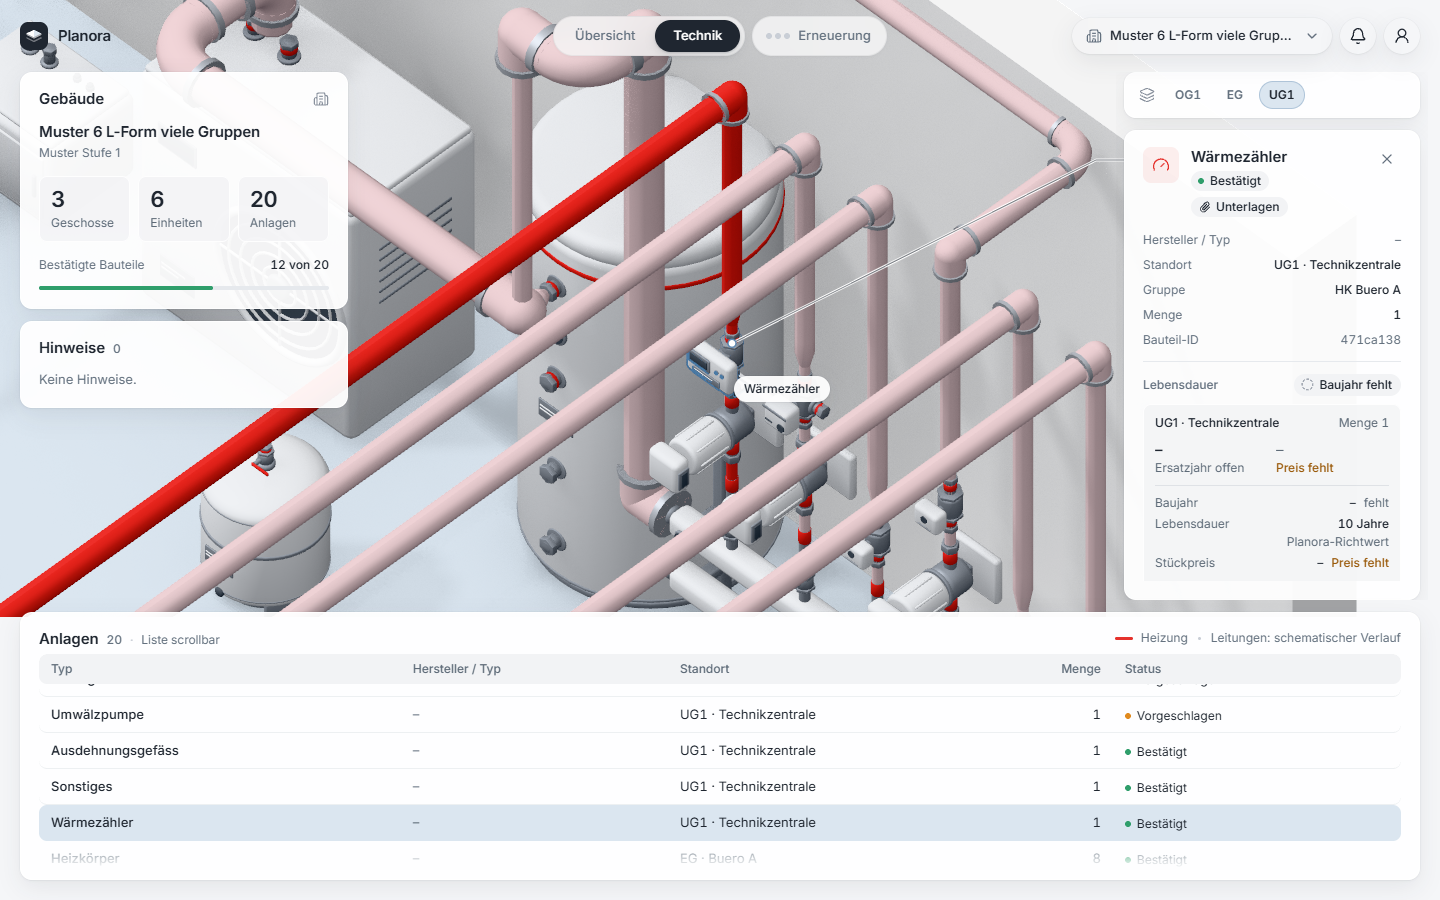 Planora
Übersicht
Technik
Erneuerung
Muster 6 L-Form viele Grup...
Gebäude
Muster 6 L-Form viele Gruppen
Muster Stufe 1
3
Geschosse
6
Einheiten
20
Anlagen
Bestätigte Bauteile
12 von 20
Hinweise 0
Keine Hinweise.
OG1
EG
UG1
Wärmezähler
Bestätigt
Unterlagen
Hersteller / Typ –
Standort UG1 · Technikzentrale
Gruppe HK Buero A
Menge 1
Bauteil-ID 471ca138
Lebensdauer Baujahr fehlt
UG1 · Technikzentrale Menge 1
– –
Ersatzjahr offen Preis fehlt
Baujahr – fehlt
Lebensdauer 10 Jahre
Planora-Richtwert
Stückpreis – Preis fehlt
Wärmezähler
Anlagen 20 · Liste scrollbar
Heizung • Leitungen: schematischer Verlauf
Typ Hersteller / Typ Standort Menge Status
Umwälzpumpe – UG1 · Technikzentrale 1 Vorgeschlagen
Ausdehnungsgefäss – UG1 · Technikzentrale 1 Bestätigt
Sonstiges – UG1 · Technikzentrale 1 Bestätigt
Wärmezähler – UG1 · Technikzentrale 1 Bestätigt
Heizkörper – EG · Buero A 8 Bestätigt